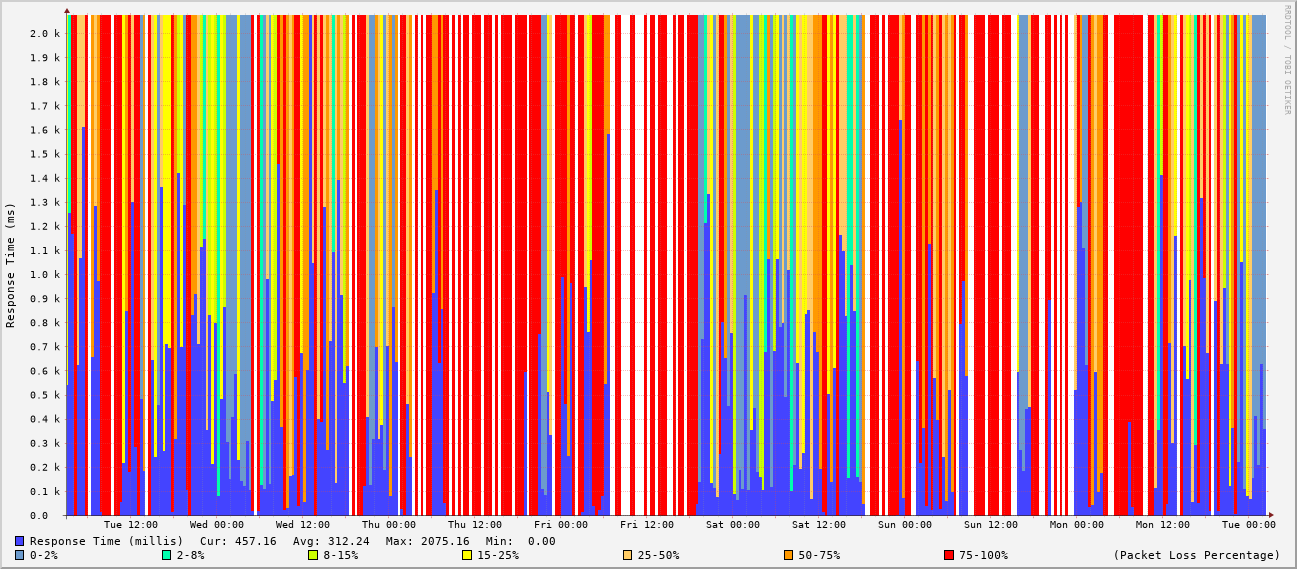 RRDTOOL / TOBI OETIKER
Response Time (ms)
2.0 k
1.9 k
1.8 k
1.7 k
1.6 k
1.5 k
1.4 k
1.3 k
1.2 k
1.1 k
1.0 k
0.9 k
0.8 k
0.7 k
0.6 k
0.5 k
0.4 k
0.3 k
0.2 k
0.1 k
0.0
Tue 12:00 Wed 00:00 Wed 12:00 Thu 00:00 Thu 12:00 Fri 00:00 Fri 12:00 Sat 00:00 Sat 12:00 Sun 00:00 Sun 12:00 Mon 00:00 Mon 12:00 Tue 00:00
Response Time (millis) Cur: 457.16 Avg: 312.24 Max: 2075.16 Min: 0.00
0-2% 2-8% 8-15% 15-25% 25-50% 50-75% 75-100% (Packet Loss Percentage)